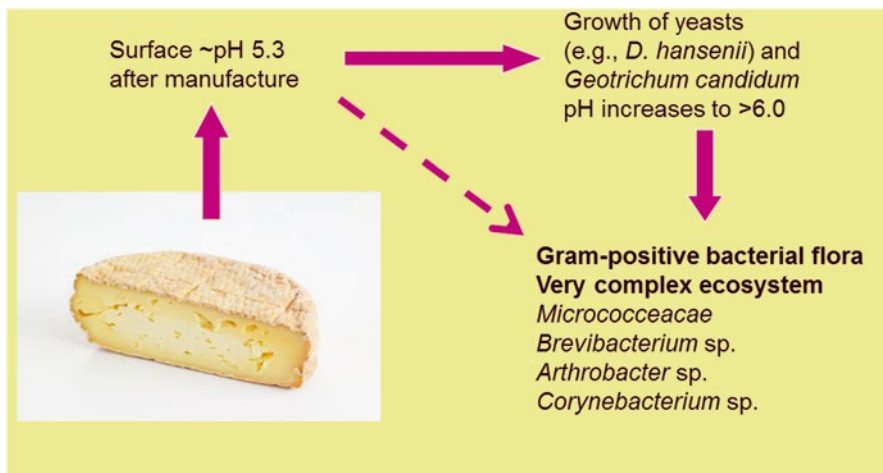 Surface ~pH 5.3
after manufacture
Growth of yeasts
(e.g., D. hansenii) and
Geotrichum candidum
pH increases to >6.0
Gram-positive bacterial flora
Very complex ecosystem
Micrococceacae
Brevibacterium sp.
Arthrobacter sp.
Corynebacterium sp.